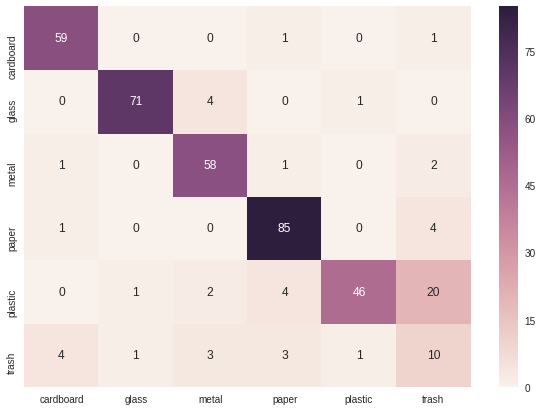 cardboard 59 0 0 1 0 1
glass 0 71 4 0 1 0
metal 1 0 58 1 0 2
paper 1 0 0 85 0 4
plastic 0 1 2 4 46 20
trash 4 1 3 3 1 10
cardboard glass metal paper plastic trash
75
60
45
30
15
0